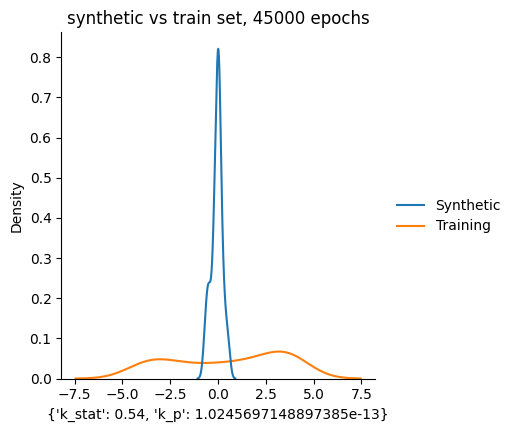 synthetic vs train set, 45000 epochs
0.8
0.7
0.6
0.5
0.4
0.3
0.2
0.1
0.0
Density
−7.5 −5.0 −2.5 0.0 2.5 5.0 7.5
{'k_stat': 0.54, 'k_p': 1.0245697148897385e-13}
Synthetic
Training